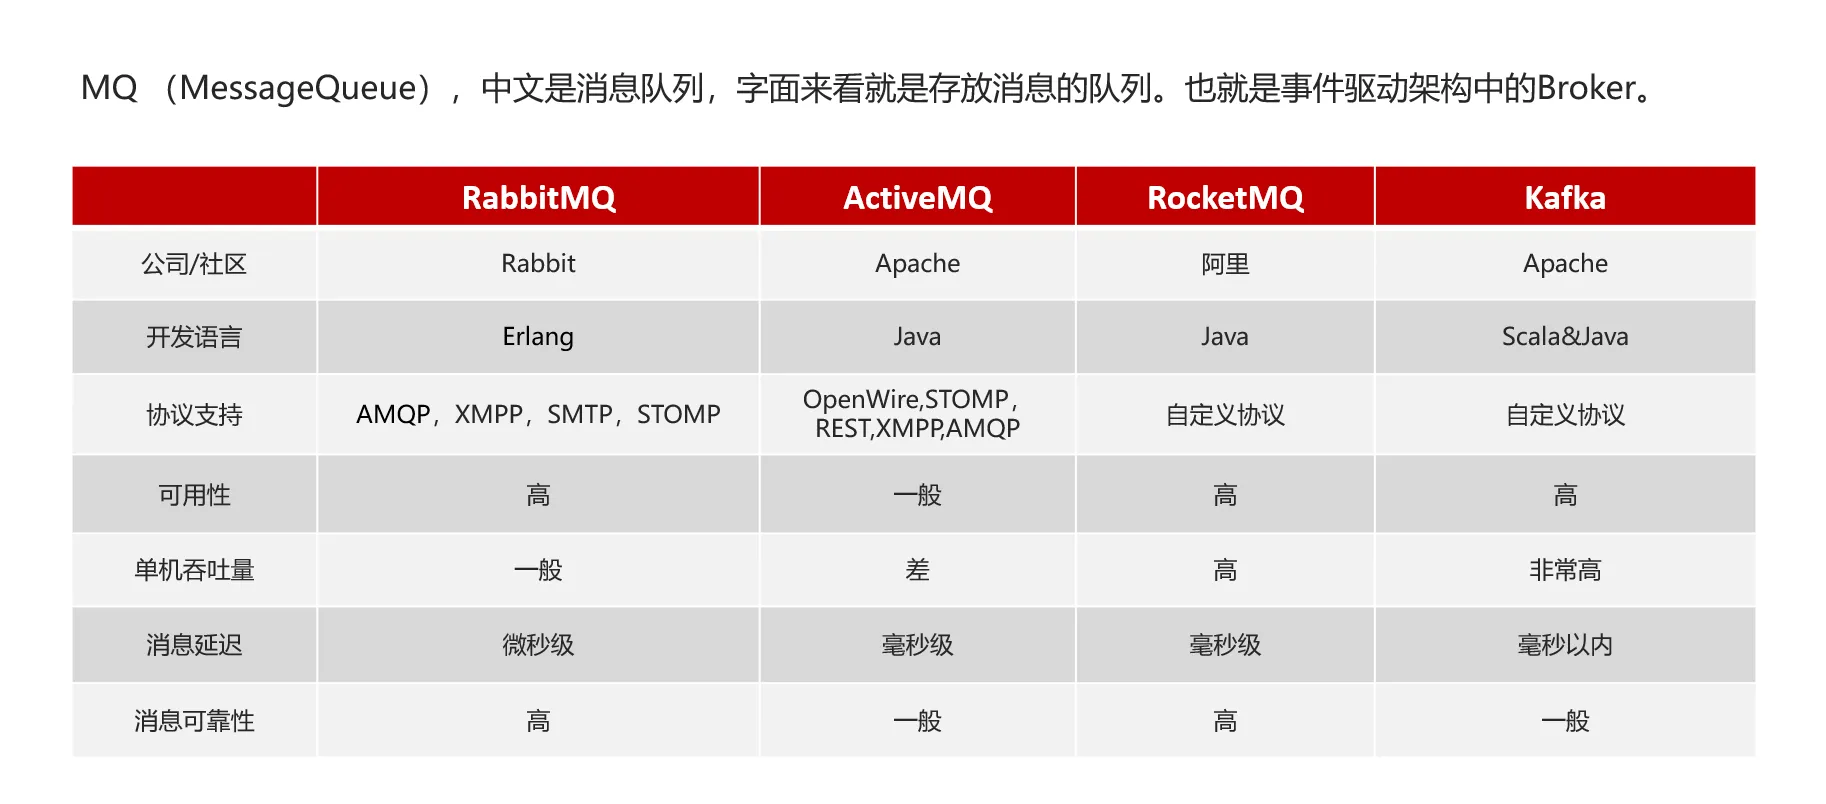 MQ （MessageQueue），中文是消息队列，字面来看就是存放消息的队列。也就是事件驱动架构中的Broker。
RabbitMQ ActiveMQ RocketMQ Kafka
公司/社区 Rabbit Apache 阿里 Apache
开发语言 Erlang Java Java Scala&Java
协议支持 AMQP，XMPP，SMTP，STOMP OpenWire,STOMP， 自定义协议 自定义协议
REST,XMPP,AMQP
可用性 高 一般 高 高
单机吞吐量 一般 差 高 非常高
消息延迟 微秒级 毫秒级 毫秒级 毫秒以内
消息可靠性 高 一般 高 一般